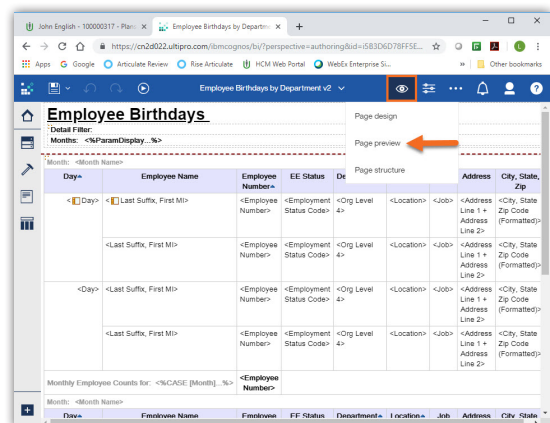 John English - 100000317 - Plane
Employee Birthdays by Departme
https://cn2d022.ultipro.com/ibmcognos/bi/?perspective=authoring&id=i5B3D6D78FF5E...
Apps
Google
Articulate Review
Rise Articulate
HCM Web Portal
WebEx Enterprise Si...
Other bookmarks
Employee Birthdays by Department v2
Page design
Page preview
Page structure
Employee Birthdays
Detail Filter:
Months: <%ParamDisplay...%>
Month: <Month Name>
Day Employee Name Employee EE Status Address City, State,
Number Zip
<Day> <Last Suffix, First MI> <Employee <Employment <Org Level <Location> <Job> <Address <City, State
Number> Status Code> 4> Line 1 + Zip Code
Address (Formatted)>
Line 2>
<Last Suffix, First MI> <Employee <Employment <Org Level <Location> <Job> <Address <City, State
Number> Status Code> 4> Line 1 + Zip Code
Address (Formatted)>
Line 2>
<Day> <Last Suffix, First MI> <Employee <Employment <Org Level <Location> <Job> <Address <City, State
Number> Status Code> 4> Line 1 + Zip Code
Address (Formatted)>
Line 2>
<Last Suffix, First MI> <Employee <Employment <Org Level <Location> <Job> <Address <City, State
Number> Status Code> 4> Line 1 + Zip Code
Address (Formatted)>
Line 2>
Monthly Employee Counts for: <%CASE [Month]...%> <Employee
Number>
Month: <Month Name>
Day Employee Name Employee EE Status Department Location Job Address City, State